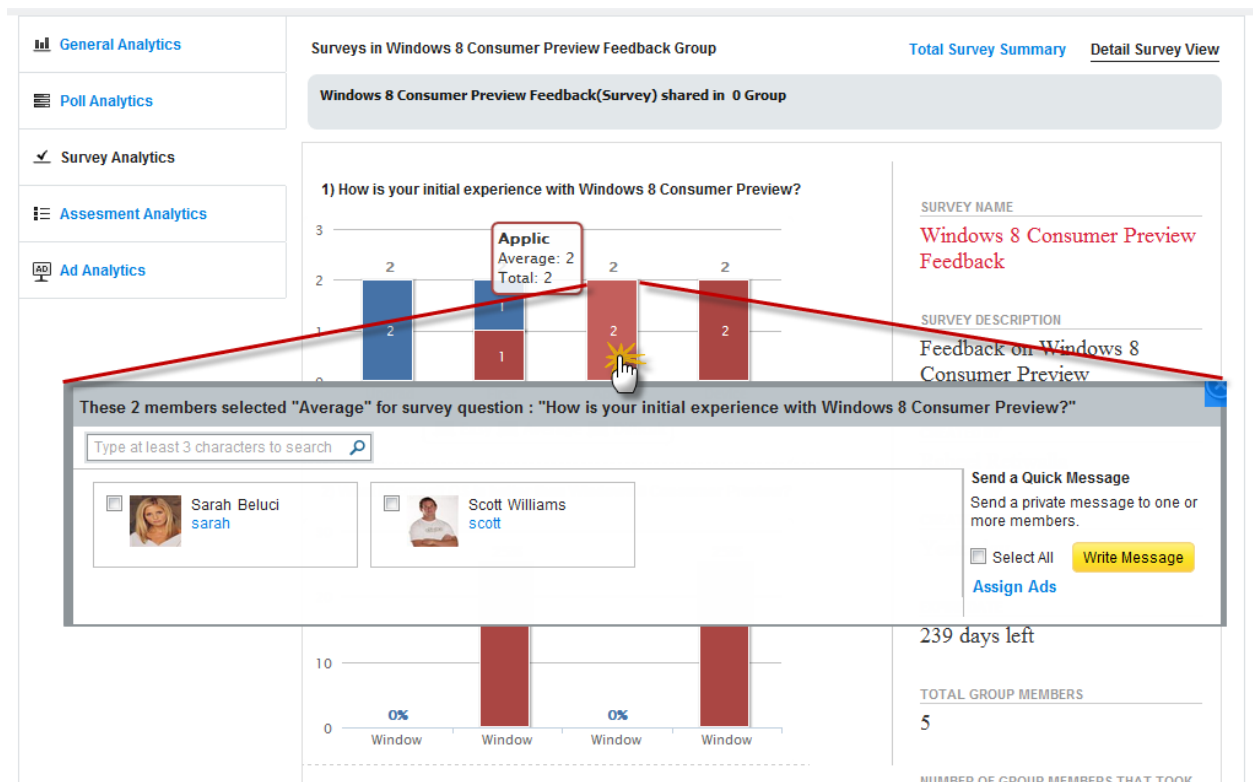 General Analytics
Poll Analytics
Survey Analytics
Assesment Analytics
AD Ad Analytics
Surveys in Windows 8 Consumer Preview Feedback Group
Total Survey Summary Detail Survey View
Windows 8 Consumer Preview Feedback(Survey) shared in 0 Group
1) How is your initial experience with Windows 8 Consumer Preview?
3
Applic
Average: 2
Total: 2
2 2 2
2
1
1 2 2 2
1
0
SURVEY NAME
Windows 8 Consumer Preview
Feedback
SURVEY DESCRIPTION
Feedback on Windows 8
Consumer Preview
These 2 members selected "Average" for survey question : "How is your initial experience with Windows 8 Consumer Preview?"
Type at least 3 characters to search
Sarah Beluci
sarah
Scott Williams
scott
Send a Quick Message
Send a private message to one or
more members.
Select All Write Message
Assign Ads
10
0% 0%
0
Window Window Window Window
239 days left
TOTAL GROUP MEMBERS
5
NUMBER OF GROUP MEMBERS THAT TOOK